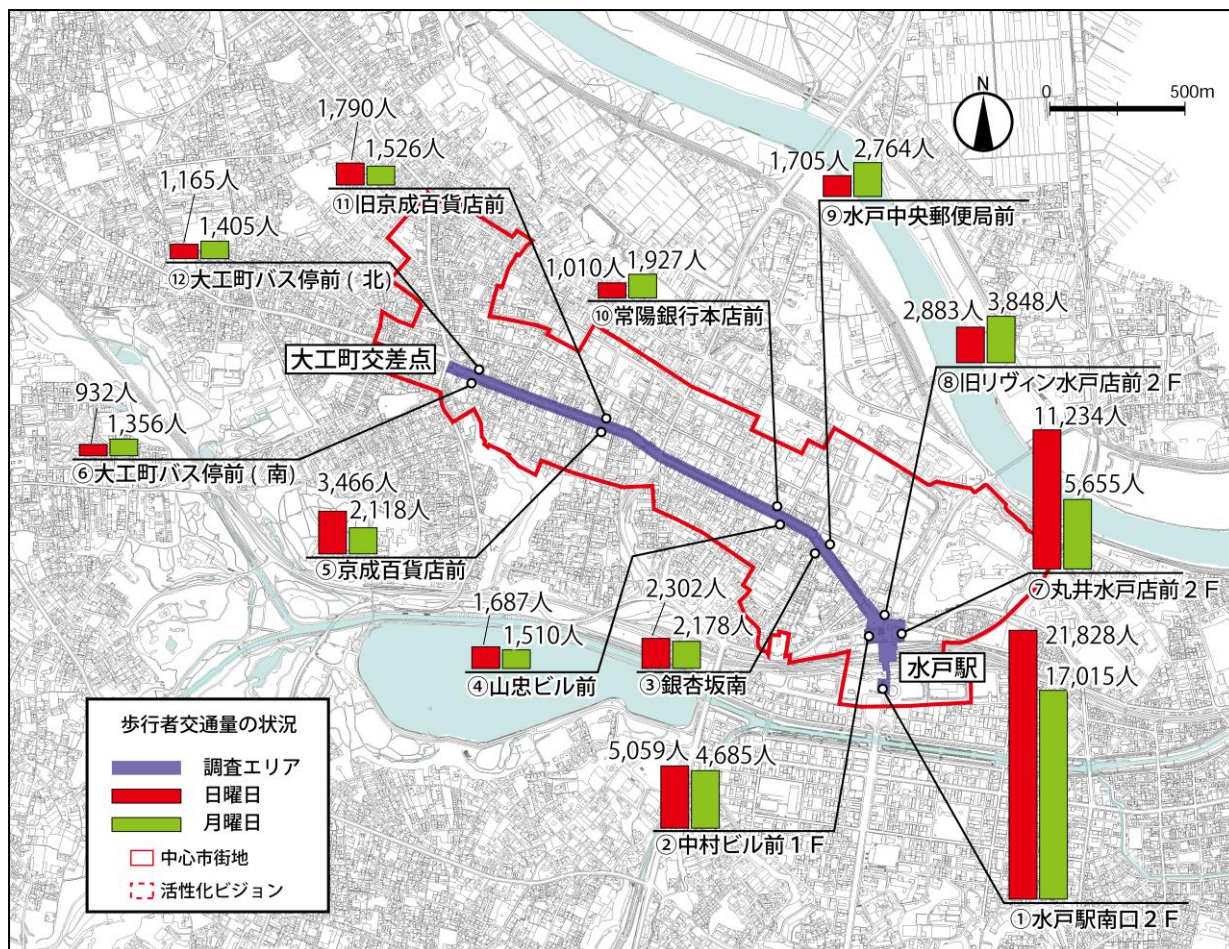 1,790人
1,526人
⑪旧京成百貨店前
1,165人
1,405人
⑫大工町バス停前(北)
1,010人
1,927人
⑩常陽銀行本店前
1,705人
2,764人
⑨水戸中央郵便局前
N
0
500m
2,883人
3,848人
⑧旧リヴィン水戸店前2F
大工町交差点
932人
1,356人
⑥大工町バス停前(南)
3,466人
2,118人
⑤京成百貨店前
11,234人
5,655人
⑦丸井水戸店前2F
1,687人
1,510人
④山忠ビル前
2,302人
2,178人
③銀杏坂南
水戸駅
21,828人
17,015人
①水戸駅南口2F
5,059人
4,685人
②中村ビル前1F
歩行者交通量の状況
調査エリア
日曜日
月曜日
中心市街地
活性化ビジョン